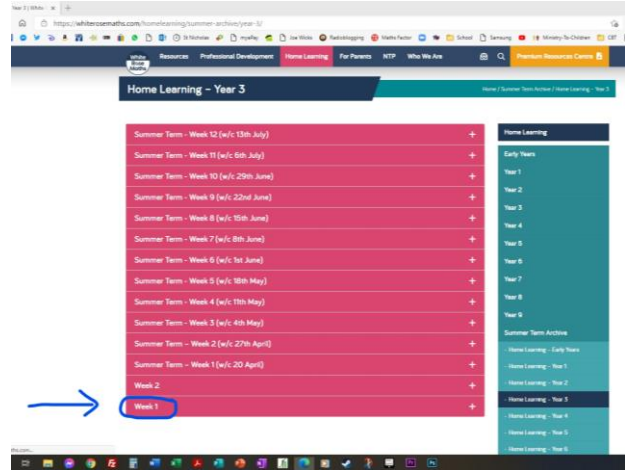 Year 3 | White
https://whiterosemaths.com/homelearning/summer-archive/year-3/
St Nicholas
myeRay
Joe Wicks
Radioblogging
Maths Factor
School
Samsung
Ministry-To-Children
White Rose Maths
Resources Professional Development Home Learning For Parents NTP Who We Are
Premium Resources Centre
Home Learning – Year 3
Home / Summer Term Archive / Home Learning – Year 3
Summer Term - Week 12 (w/c 13th July)
Summer Term - Week 11 (w/c 6th July)
Summer Term - Week 10 (w/c 29th June)
Summer Term - Week 9 (w/c 22nd June)
Summer Term - Week 8 (w/c 15th June)
Summer Term - Week 7 (w/c 8th June)
Summer Term - Week 6 (w/c 1st June)
Summer Term - Week 5 (w/c 18th May)
Summer Term - Week 4 (w/c 11th May)
Summer Term - Week 3 (w/c 4th May)
Summer Term – Week 2 (w/c 27th April)
Summer Term – Week 1 (w/c 20 April)
Week 2
Week 1
Home Learning
Early Years
Year 1
Year 2
Year 3
Year 4
Year 5
Year 6
Year 7
Year 8
Year 9
Summer Term Archive
- Home Learning - Early Years
- Home Learning - Year 1
- Home Learning - Year 2
- Home Learning - Year 3
- Home Learning - Year 4
- Home Learning - Year 5
- Home Learning - Year 6